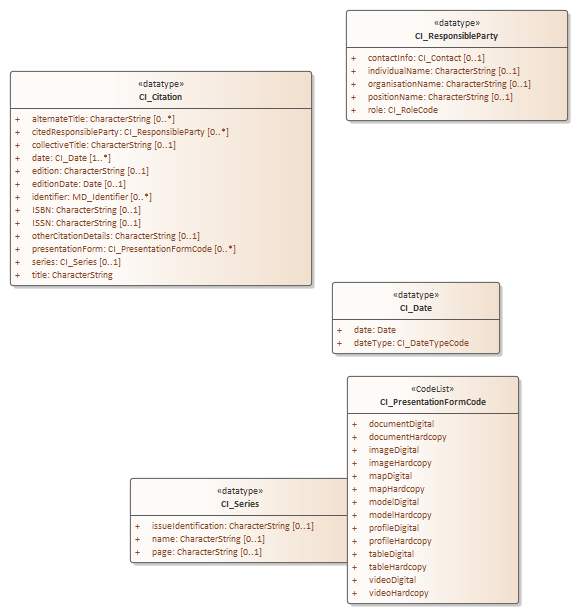 «datatype»
CI_ResponsibleParty
+ contactInfo: CI_Contact [0..1]
+ individualName: CharacterString [0..1]
+ organisationName: CharacterString [0..1]
+ positionName: CharacterString [0..1]
+ role: CI_RoleCode
«datatype»
CI_Citation
+ alternateTitle: CharacterString [0..*]
+ citedResponsibleParty: CI_ResponsibleParty [0..*]
+ collectiveTitle: CharacterString [0..1]
+ date: CI_Date [1..*]
+ edition: CharacterString [0..1]
+ editionDate: Date [0..1]
+ identifier: MD_Identifier [0..*]
+ ISBN: CharacterString [0..1]
+ ISSN: CharacterString [0..1]
+ otherCitationDetails: CharacterString [0..1]
+ presentationForm: CI_PresentationFormCode [0..*]
+ series: CI_Series [0..1]
+ title: CharacterString
«datatype»
CI_Date
+ date: Date
+ dateType: CI_DateTypeCode
«CodeList»
CI_PresentationFormCode
+ documentDigital
+ documentHardcopy
+ imageDigital
+ imageHardcopy
+ mapDigital
+ mapHardcopy
+ modelDigital
+ modelHardcopy
+ profileDigital
+ profileHardcopy
+ tableDigital
+ tableHardcopy
+ videoDigital
+ videoHardcopy
«datatype»
CI_Series
+ issueIdentification: CharacterString [0..1]
+ name: CharacterString [0..1]
+ page: CharacterString [0..1]